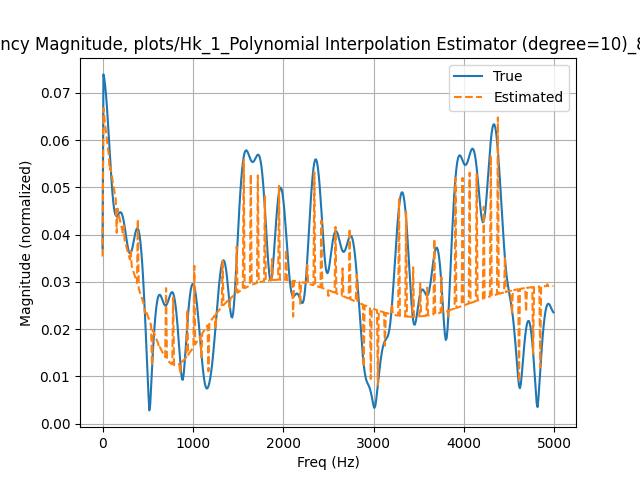 ncy Magnitude, plots/Hk_1_Polynomial Interpolation Estimator (degree=10)_8
True
Estimated
Magnitude (normalized)
0.07
0.06
0.05
0.04
0.03
0.02
0.01
0.00
0 1000 2000 3000 4000 5000
Freq (Hz)